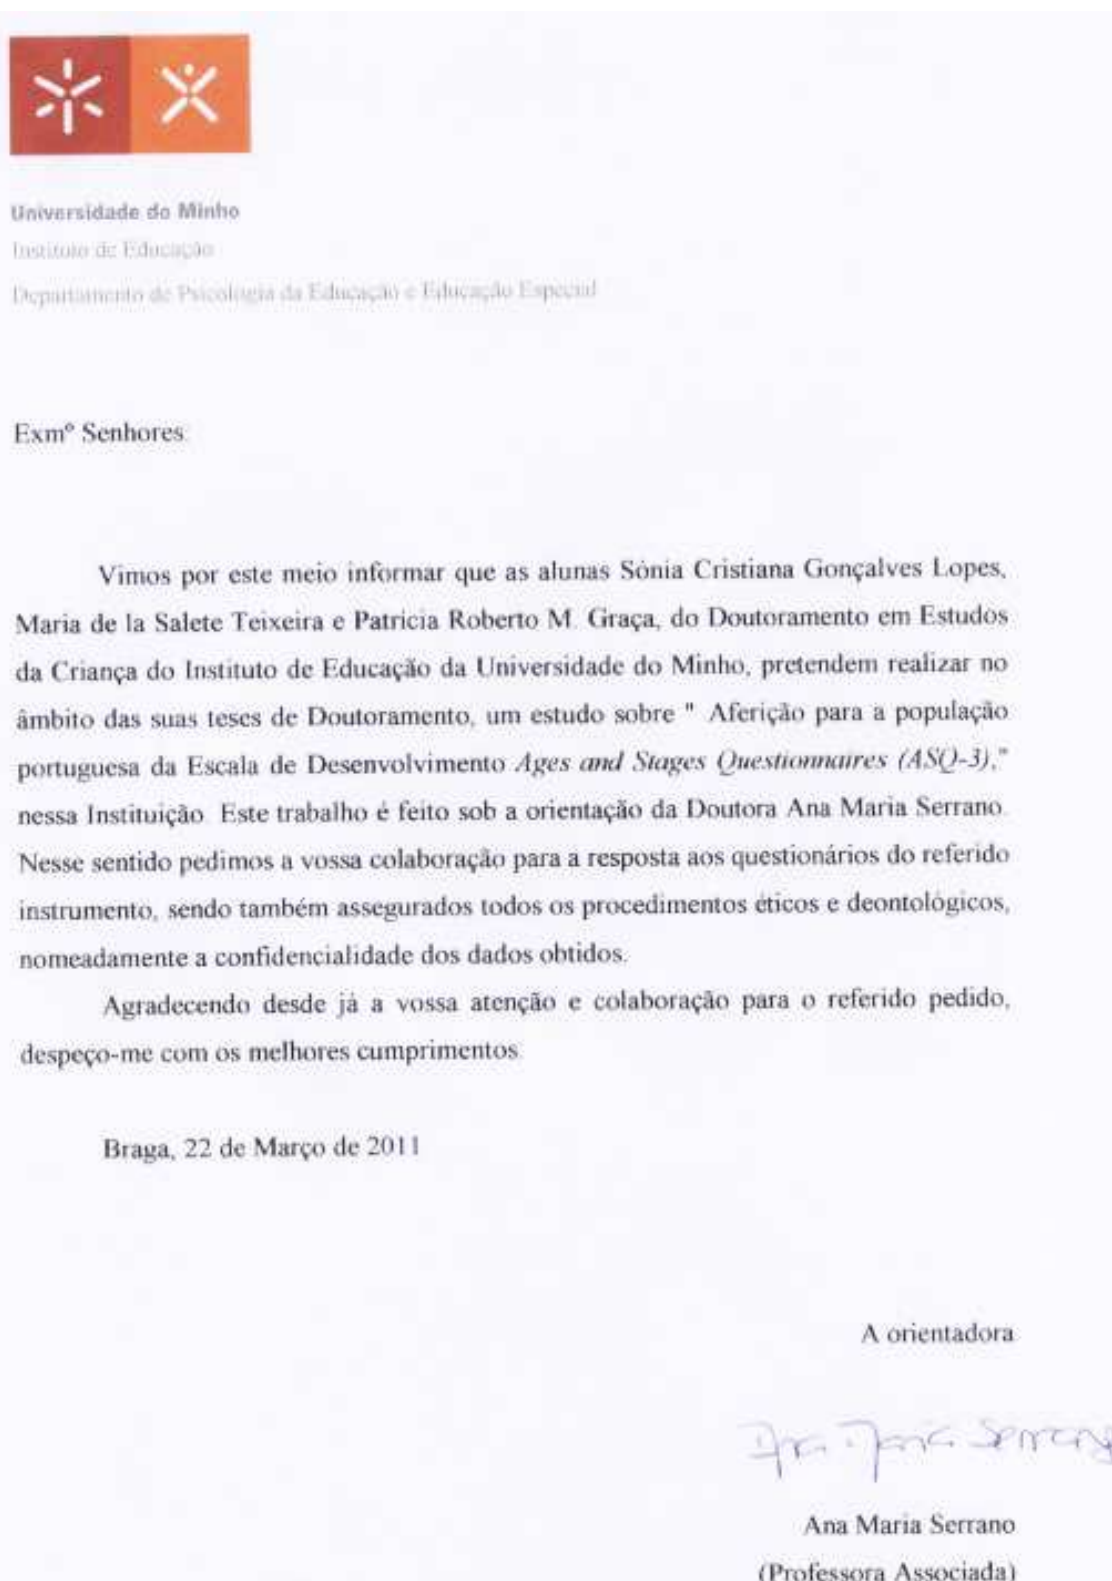 Universidade do Minho
Instituto de Educação
Departamento de Psicologia da Educação e Educação Especial
Exmº Senhores
Vimos por este meio informar que as alunas Sónia Cristiana Gonçalves Lopes,
Maria de la Salete Teixeira e Patricia Roberto M. Graça, do Doutoramento em Estudos
da Criança do Instituto de Educação da Universidade do Minho, pretendem realizar no
âmbito das suas teses de Doutoramento, um estudo sobre " Aferição para a população
portuguesa da Escala de Desenvolvimento Ages and Stages Questionnaires (ASQ-3),"
nessa Instituição. Este trabalho é feito sob a orientação da Doutora Ana Maria Serrano.
Nesse sentido pedimos a vossa colaboração para a resposta aos questionários do referido
instrumento, sendo também assegurados todos os procedimentos éticos e deontológicos,
nomeadamente a confidencialidade dos dados obtidos.
Agradecendo desde já a vossa atenção e colaboração para o referido pedido,
despeço-me com os melhores cumprimentos.
Braga, 22 de Março de 2011
A orientadora
Ana Maria Serrano
Ana Maria Serrano
(Professora Associada)